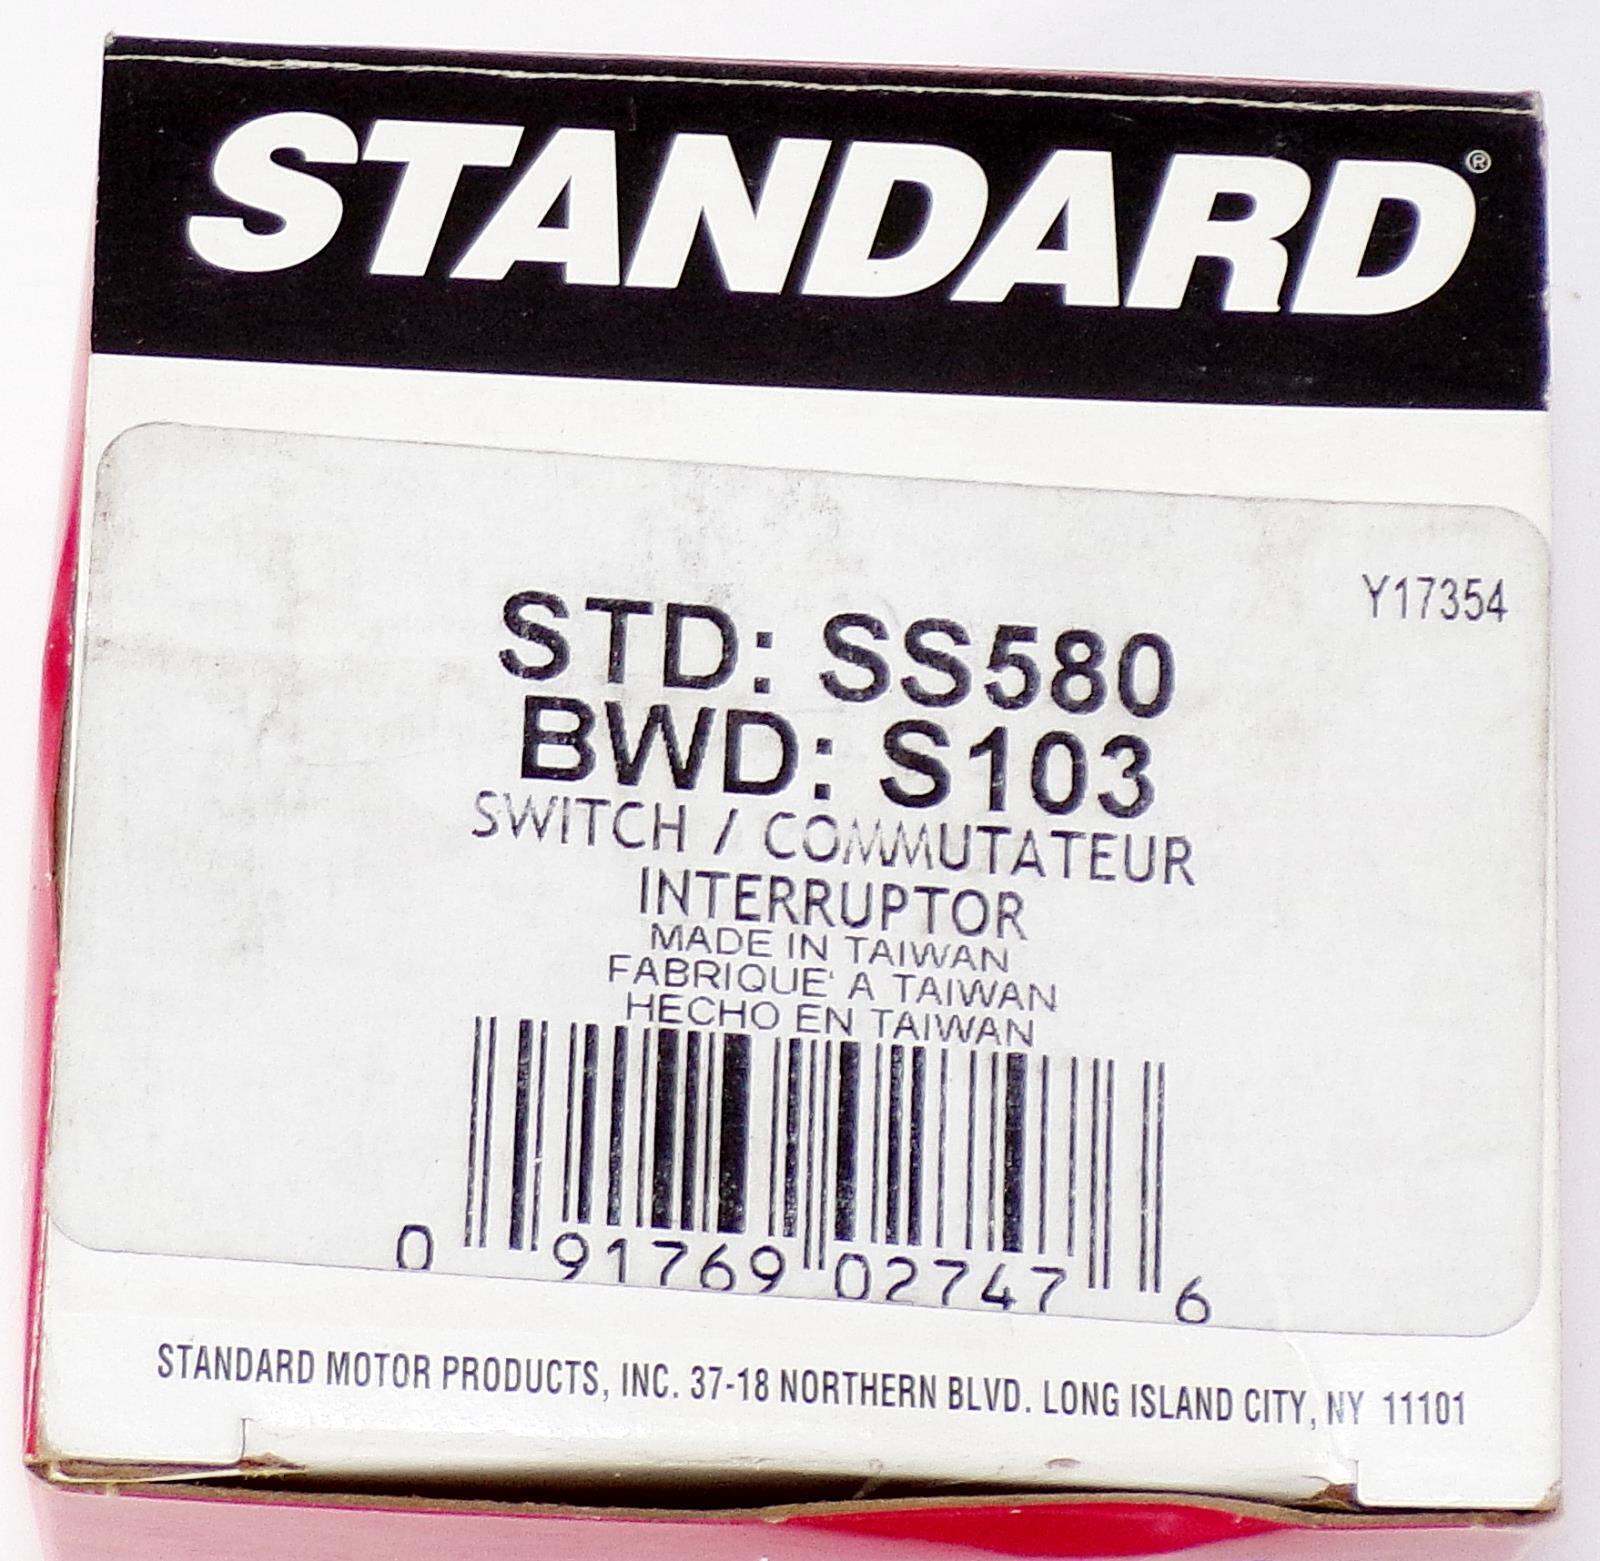 STANDARD®
Y17354
STD: SS580
BWD: S103
SWITCH / COMMUTATEUR
INTERRUPTOR
MADE IN TAIWAN
FABRIQUE' A TAIWAN
HECHO EN TAIWAN
0 91769 02747 6
STANDARD MOTOR PRODUCTS, INC. 37-18 NORTHERN BLVD. LONG ISLAND CITY, NY 11101